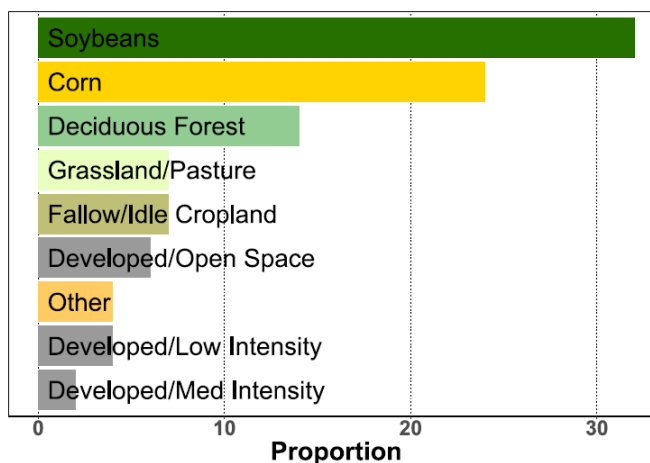 Soybeans
Corn
Deciduous Forest
Grassland/Pasture
Fallow/Idle Cropland
Developed/Open Space
Other
Developed/Low Intensity
Developed/Med Intensity
0 10 20 30
Proportion